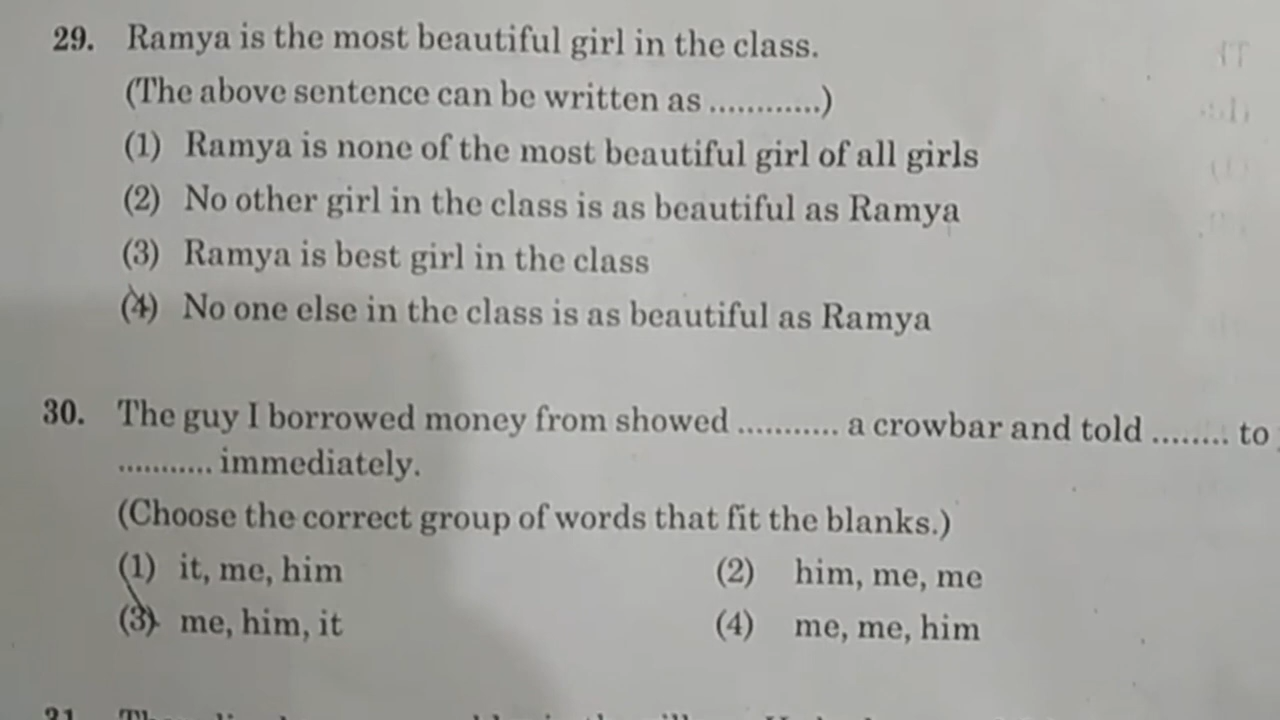 29. Ramya is the most beautiful girl in the class.
(The above sentence can be written as ............)
(1) Ramya is none of the most beautiful girl of all girls
(2) No other girl in the class is as beautiful as Ramya
(3) Ramya is best girl in the class
(4) No one else in the class is as beautiful as Ramya
30. The guy I borrowed money from showed ........... a crowbar and told ........ to
........... immediately.
(Choose the correct group of words that fit the blanks.)
(1) it, me, him (2) him, me, me
(3) me, him, it (4) me, me, him